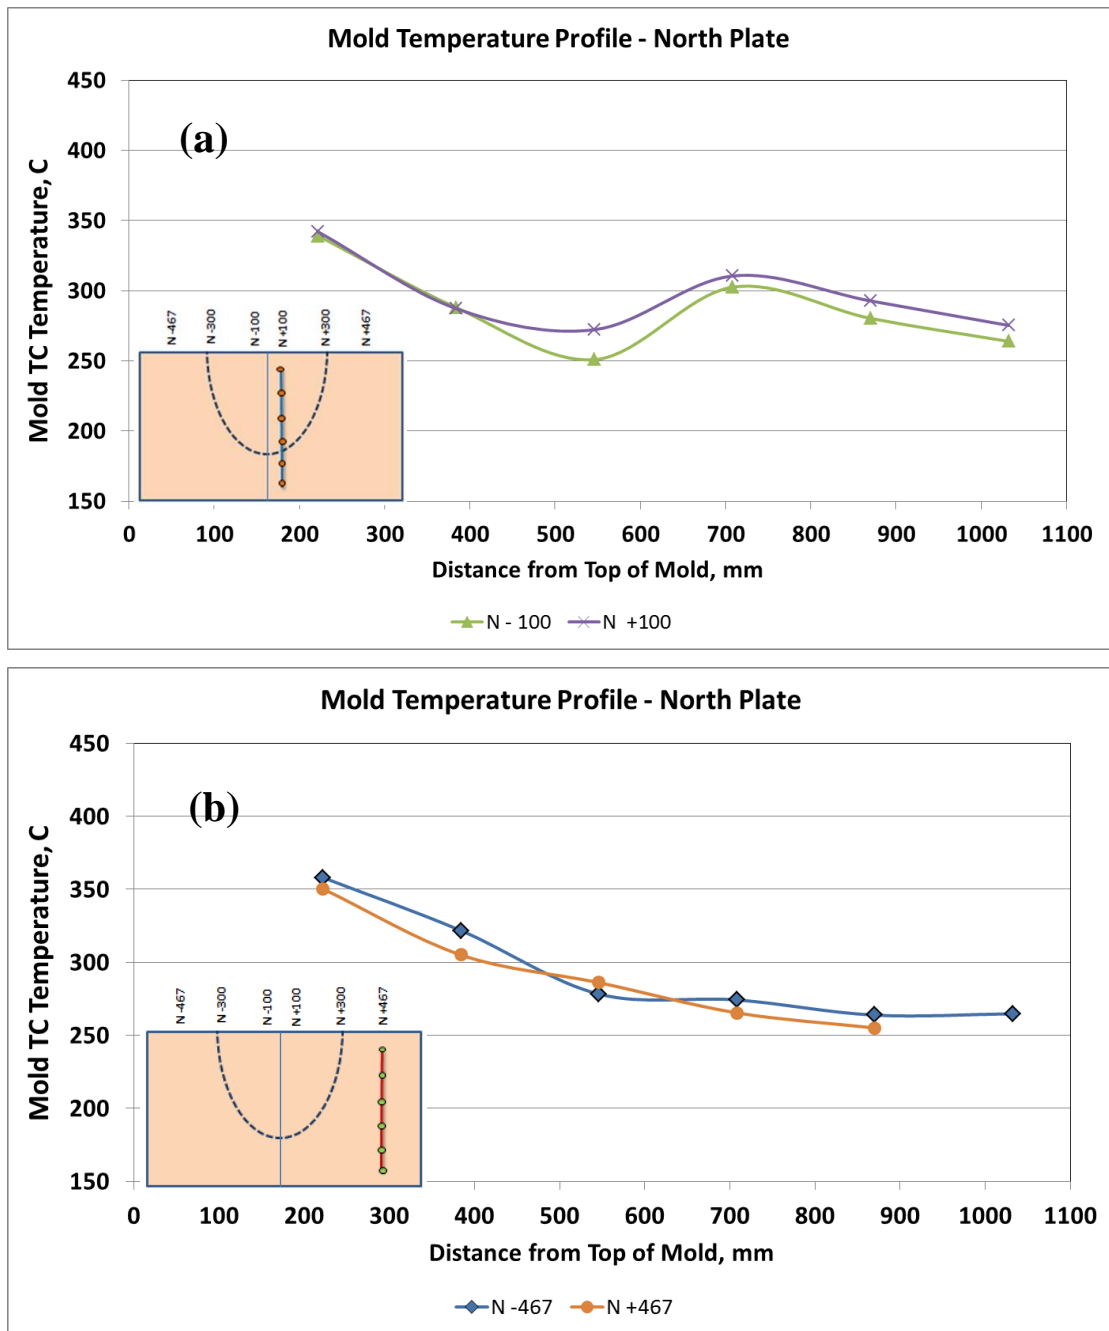 Mold Temperature Profile - North Plate
450
400
350
300
250
200
150
Mold TC Temperature, C
(a)
N -467
N -300
N -100
N +100
N +300
N +467
0 100 200 300 400 500 600 700 800 900 1000 1100
Distance from Top of Mold, mm
N - 100 N +100
Mold Temperature Profile - North Plate
450
400
350
300
250
200
150
Mold TC Temperature, C
(b)
N -467
N -300
N -100
N +100
N +300
N +467
0 100 200 300 400 500 600 700 800 900 1000 1100
Distance from Top of Mold, mm
N -467 N +467